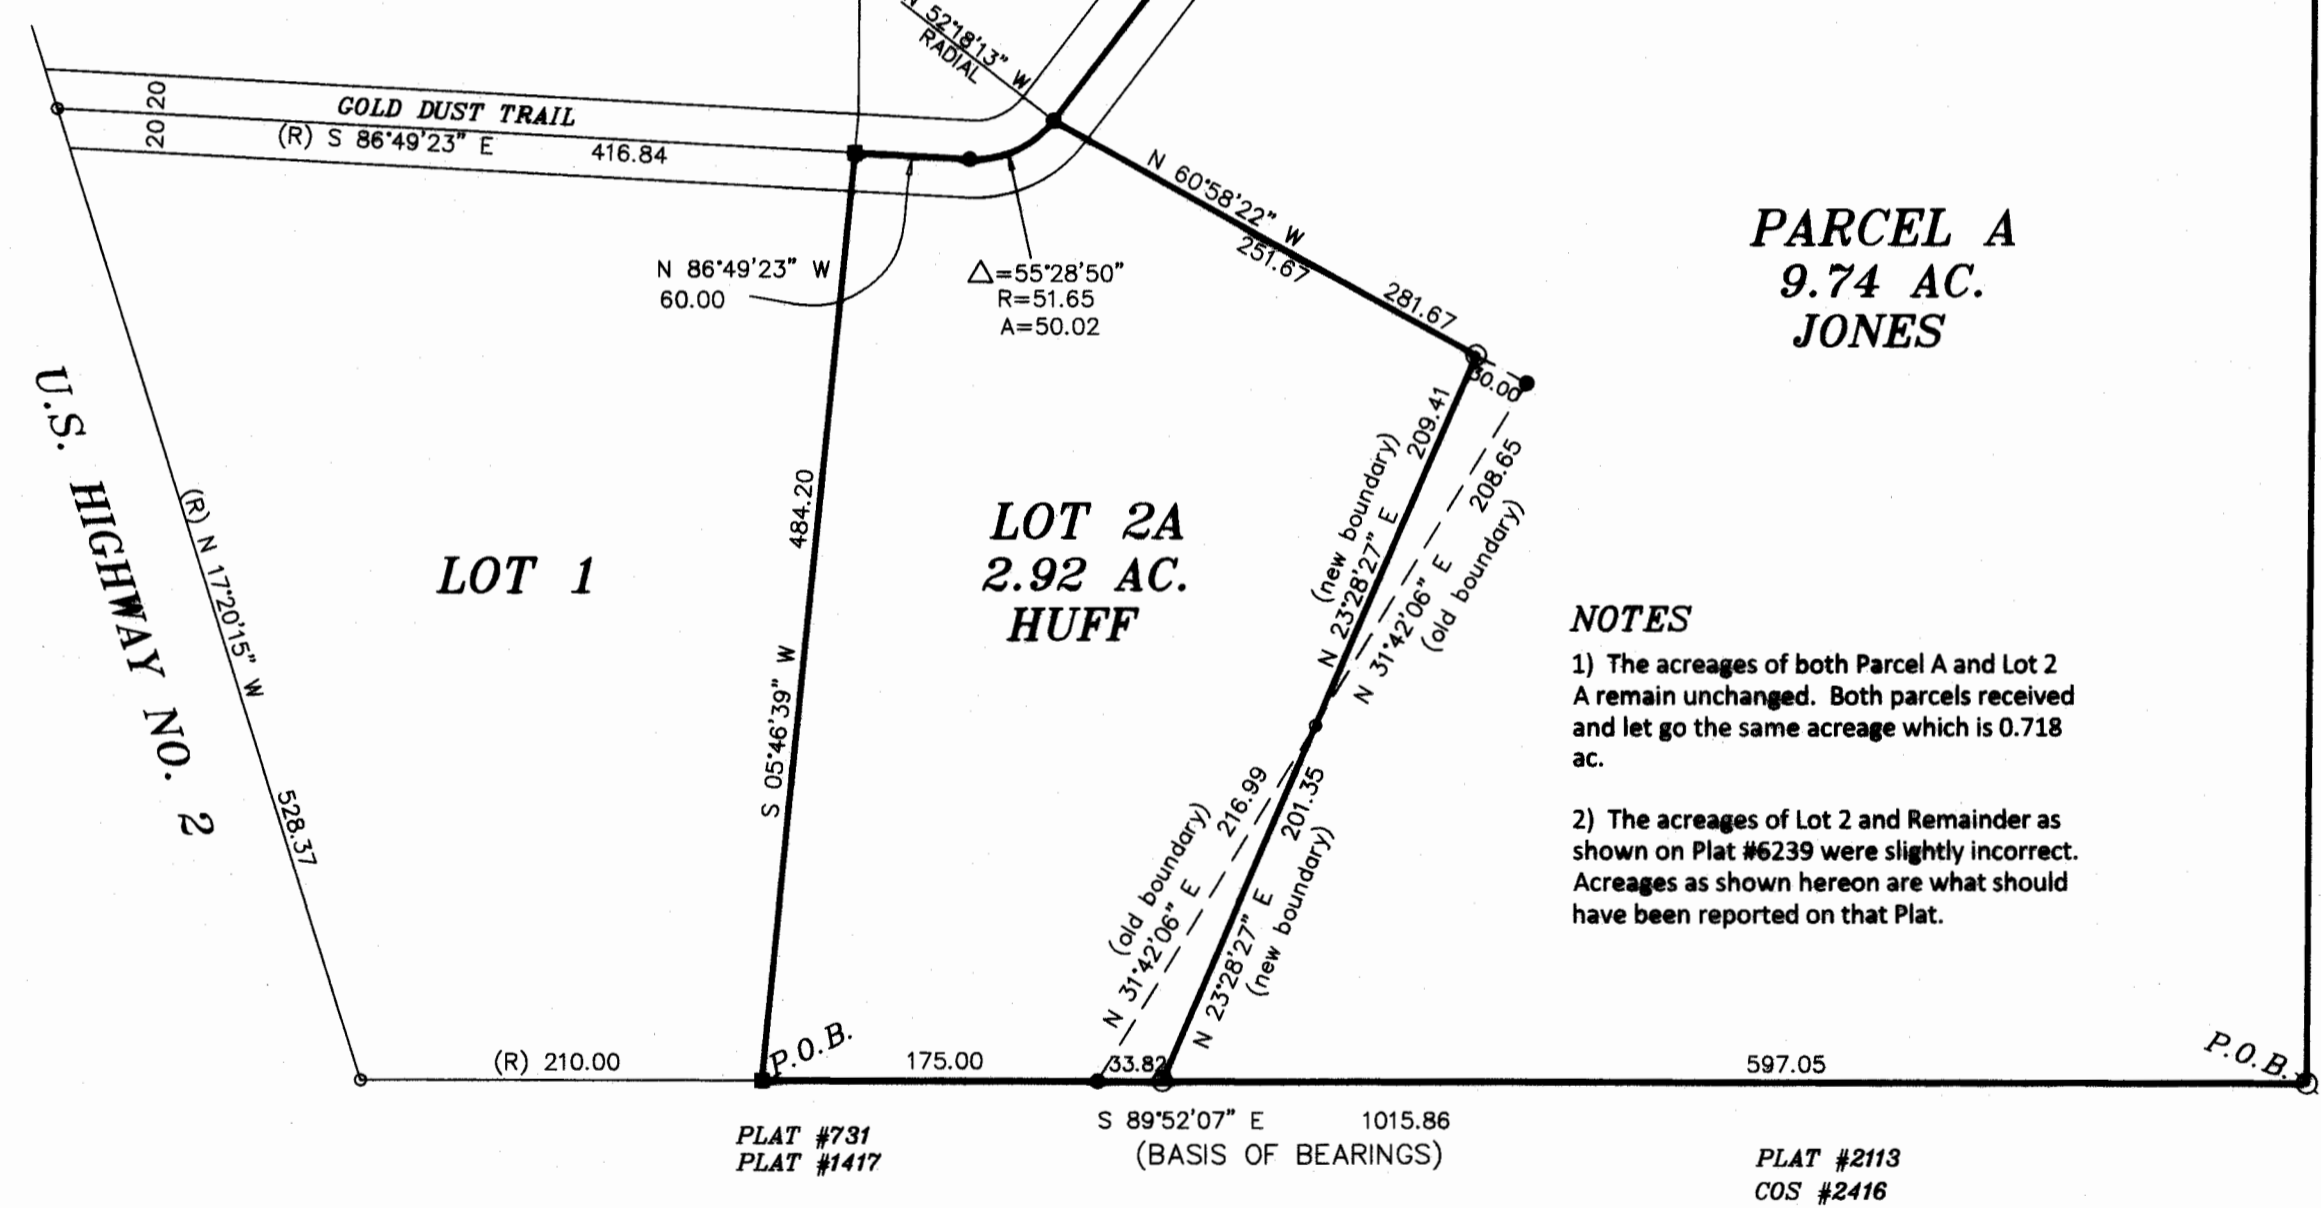 N 52°18'13" W
RADIAL
20 20
GOLD DUST TRAIL
(R) S 86°49'23" E 416.84
N 60°58'22" W
251.67
281.67
30.00
PARCEL A
9.74 AC.
JONES
N 86°49'23" W
60.00
△=55°28'50"
R=51.65
A=50.02
U.S. HIGHWAY NO. 2
(R) N 17°20'15" W 528.37
LOT 1
S 05°46'39" W 484.20
LOT 2A
2.92 AC.
HUFF
(new boundary)
N 23°28'27" E 209.41
N 31°42'06" E 208.65
(old boundary)
NOTES
1) The acreages of both Parcel A and Lot 2
A remain unchanged. Both parcels received
and let go the same acreage which is 0.718
ac.
2) The acreages of Lot 2 and Remainder as
shown on Plat #6239 were slightly incorrect.
Acreages as shown hereon are what should
have been reported on that Plat.
(old boundary)
N 31°42'06" E 216.99
N 23°28'27" E 201.35
(new boundary)
(R) 210.00
P.O.B.
175.00
33.82
597.05
P.O.B.
S 89°52'07" E 1015.86
(BASIS OF BEARINGS)
PLAT #731
PLAT #1417
PLAT #2113
COS #2416